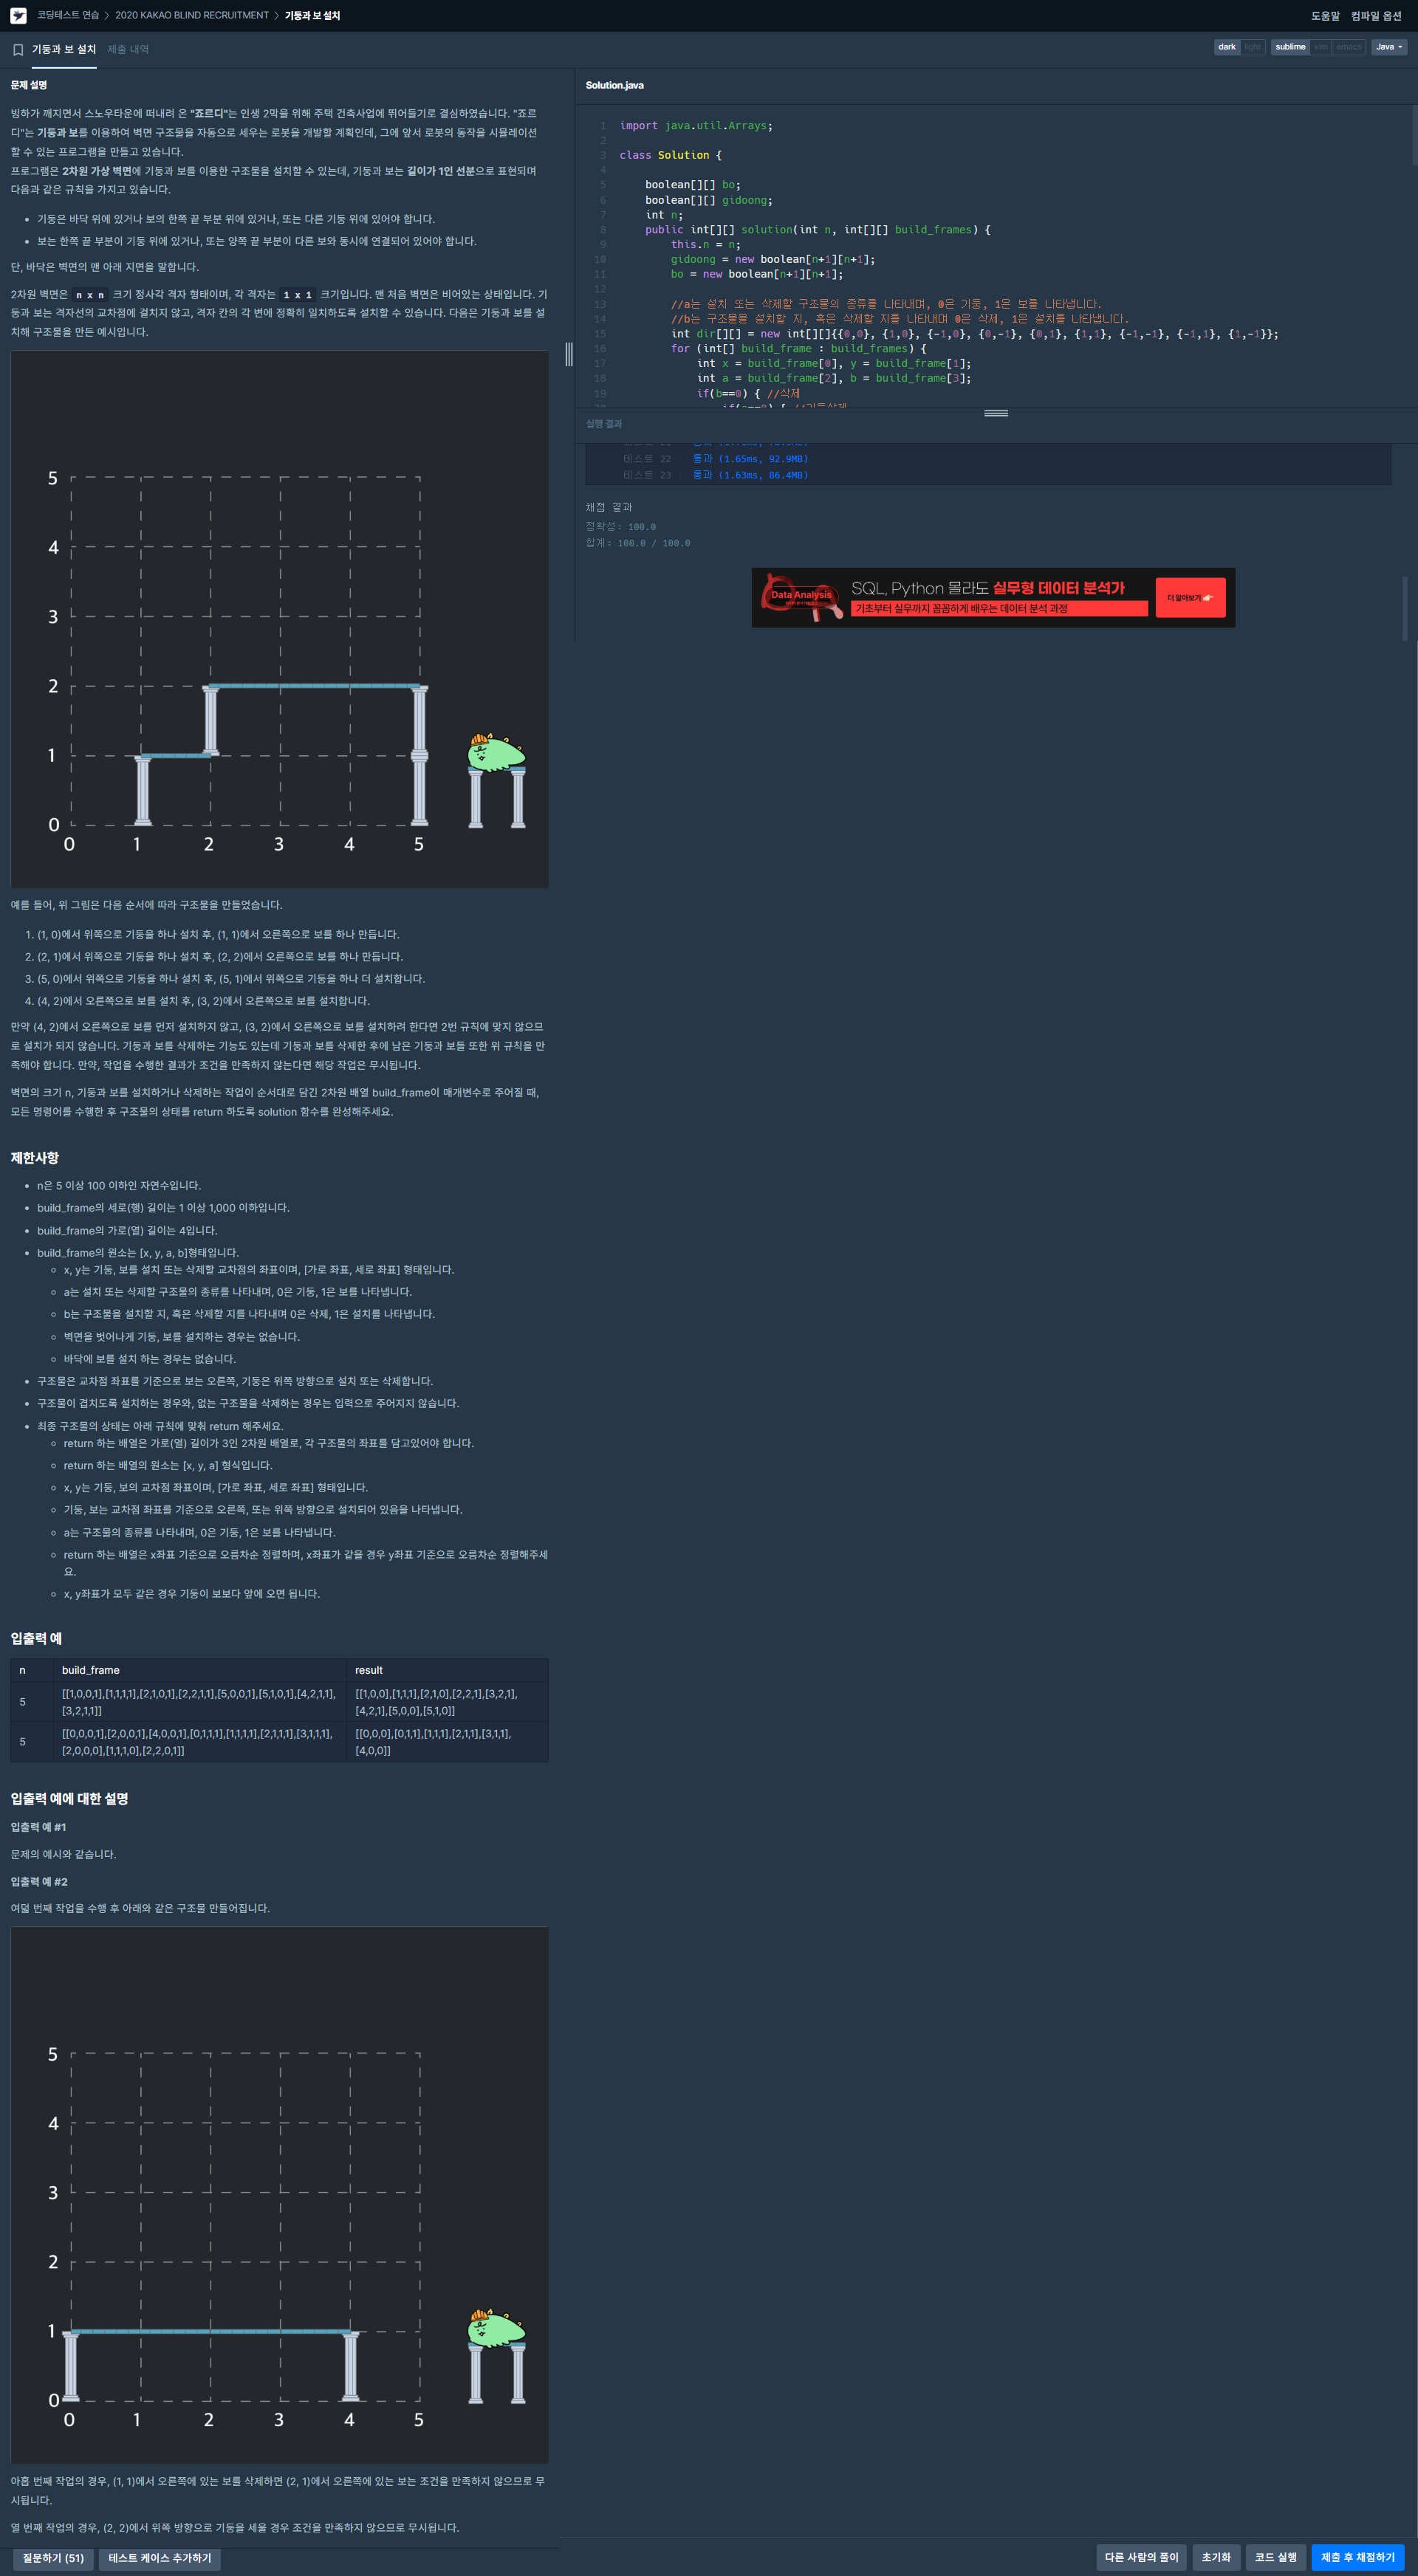 코딩테스트 연습 > 2020 KAKAO BLIND RECRUITMENT > 기둥과 보 설치
도움말 컴파일 옵션
기둥과 보 설치 제출 내역
dark light sublime vim emacs Java
문제 설명
빙하가 깨지면서 스노우타운에 떠내려 온 "죠르디"는 인생 2막을 위해 주택 건축사업에 뛰어들기로 결심하였습니다. "죠르
디"는 기둥과 보를 이용하여 벽면 구조물을 자동으로 세우는 로봇을 개발할 계획인데, 그에 앞서 로봇의 동작을 시뮬레이션
할 수 있는 프로그램을 만들고 있습니다.
프로그램은 2차원 가상 벽면에 기둥과 보를 이용한 구조물을 설치할 수 있는데, 기둥과 보는 길이가 1인 선분으로 표현되며
다음과 같은 규칙을 가지고 있습니다.
• 기둥은 바닥 위에 있거나 보의 한쪽 끝 부분 위에 있거나, 또는 다른 기둥 위에 있어야 합니다.
• 보는 한쪽 끝 부분이 기둥 위에 있거나, 또는 양쪽 끝 부분이 다른 보와 동시에 연결되어 있어야 합니다.
단, 바닥은 벽면의 맨 아래 지면을 말합니다.
2차원 벽면은 n x n 크기 정사각 격자 형태이며, 각 격자는 1 x 1 크기입니다. 맨 처음 벽면은 비어있는 상태입니다. 기
둥과 보는 격자선의 교차점에 걸치지 않고, 격자 칸의 각 변에 정확히 일치하도록 설치할 수 있습니다. 다음은 기둥과 보를 설
치해 구조물을 만든 예시입니다.
5
4
3
2
1
0
0 1 2 3 4 5
예를 들어, 위 그림은 다음 순서에 따라 구조물을 만들었습니다.
1. (1, 0)에서 위쪽으로 기둥을 하나 설치 후, (1, 1)에서 오른쪽으로 보를 하나 만듭니다.
2. (2, 1)에서 위쪽으로 기둥을 하나 설치 후, (2, 2)에서 오른쪽으로 보를 하나 만듭니다.
3. (5, 0)에서 위쪽으로 기둥을 하나 설치 후, (5, 1)에서 위쪽으로 기둥을 하나 더 설치합니다.
4. (4, 2)에서 오른쪽으로 보를 설치 후, (3, 2)에서 오른쪽으로 보를 설치합니다.
만약 (4, 2)에서 오른쪽으로 보를 먼저 설치하지 않고, (3, 2)에서 오른쪽으로 보를 설치하려 한다면 2번 규칙에 맞지 않으므
로 설치가 되지 않습니다. 기둥과 보를 삭제하는 기능도 있는데 기둥과 보를 삭제한 후에 남은 기둥과 보들 또한 위 규칙을 만
족해야 합니다. 만약, 작업을 수행한 결과가 조건을 만족하지 않는다면 해당 작업은 무시됩니다.
벽면의 크기 n, 기둥과 보를 설치하거나 삭제하는 작업이 순서대로 담긴 2차원 배열 build_frame이 매개변수로 주어질 때,
모든 명령어를 수행한 후 구조물의 상태를 return 하도록 solution 함수를 완성해주세요.
제한사항
• n은 5 이상 100 이하인 자연수입니다.
• build_frame의 세로(행) 길이는 1 이상 1,000 이하입니다.
• build_frame의 가로(열) 길이는 4입니다.
• build_frame의 원소는 [x, y, a, b]형태입니다.
◦ x, y는 기둥, 보를 설치 또는 삭제할 교차점의 좌표이며, [가로 좌표, 세로 좌표] 형태입니다.
◦ a는 설치 또는 삭제할 구조물의 종류를 나타내며, 0은 기둥, 1은 보를 나타냅니다.
◦ b는 구조물을 설치할 지, 혹은 삭제할 지를 나타내며 0은 삭제, 1은 설치를 나타냅니다.
◦ 벽면을 벗어나게 기둥, 보를 설치하는 경우는 없습니다.
◦ 바닥에 보를 설치 하는 경우는 없습니다.
• 구조물은 교차점 좌표를 기준으로 보는 오른쪽, 기둥은 위쪽 방향으로 설치 또는 삭제합니다.
• 구조물이 겹치도록 설치하는 경우와, 없는 구조물을 삭제하는 경우는 입력으로 주어지지 않습니다.
• 최종 구조물의 상태는 아래 규칙에 맞춰 return 해주세요.
◦ return 하는 배열은 가로(열) 길이가 3인 2차원 배열로, 각 구조물의 좌표를 담고있어야 합니다.
◦ return 하는 배열의 원소는 [x, y, a] 형식입니다.
◦ x, y는 기둥, 보의 교차점 좌표이며, [가로 좌표, 세로 좌표] 형태입니다.
◦ 기둥, 보는 교차점 좌표를 기준으로 오른쪽, 또는 위쪽 방향으로 설치되어 있음을 나타냅니다.
◦ a는 구조물의 종류를 나타내며, 0은 기둥, 1은 보를 나타냅니다.
◦ return 하는 배열은 x좌표 기준으로 오름차순 정렬하며, x좌표가 같을 경우 y좌표 기준으로 오름차순 정렬해주세
요.
◦ x, y좌표가 모두 같은 경우 기둥이 보보다 앞에 오면 됩니다.
입출력 예
n build_frame result
5 [[1,0,0,1],[1,1,1,1],[2,1,0,1],[2,2,1,1],[5,0,0,1],[5,1,0,1],[4,2,1,1],[3,2,1,1]] [[1,0,0],[1,1,1],[2,1,0],[2,2,1],[3,2,1],[4,2,1],[5,0,0],[5,1,0]]
5 [[0,0,0,1],[2,0,0,1],[4,0,0,1],[0,1,1,1],[1,1,1,1],[2,1,1,1],[3,1,1,1],[2,0,0,0],[1,1,1,0],[2,2,0,1]] [[0,0,0],[0,1,1],[1,1,1],[2,1,1],[3,1,1],[4,0,0]]
입출력 예에 대한 설명
입출력 예 #1
문제의 예시와 같습니다.
입출력 예 #2
여덟 번째 작업을 수행 후 아래와 같은 구조물 만들어집니다.
5
4
3
2
1
0
0 1 2 3 4 5
아홉 번째 작업의 경우, (1, 1)에서 오른쪽에 있는 보를 삭제하면 (2, 1)에서 오른쪽에 있는 보는 조건을 만족하지 않으므로 무
시됩니다.
열 번째 작업의 경우, (2, 2)에서 위쪽 방향으로 기둥을 세울 경우 조건을 만족하지 않으므로 무시됩니다.
질문하기 (51) 테스트 케이스 추가하기
Solution.java
1 import java.util.Arrays;
2
3 class Solution {
4
5 boolean[][] bo;
6 boolean[][] gidoong;
7 int n;
8 public int[][] solution(int n, int[][] build_frames) {
9 this.n = n;
10 gidoong = new boolean[n+1][n+1];
11 bo = new boolean[n+1][n+1];
12
13 //a는 설치 또는 삭제할 구조물의 종류를 나타내며, 0은 기둥, 1은 보를 나타냅니다.
14 //b는 구조물을 설치할 지, 혹은 삭제할 지를 나타내며 0은 삭제, 1은 설치를 나타냅니다.
15 int dir[][] = new int[][]{{0,0}, {1,0}, {-1,0}, {0,-1}, {0,1}, {1,1}, {-1,-1}, {-1,1}, {1,-1}};
16 for (int[] build_frame : build_frames) {
17 int x = build_frame[0], y = build_frame[1];
18 int a = build_frame[2], b = build_frame[3];
19 if(b==0) { //삭제
실행 결과
테스트 22 통과 (1.65ms, 92.9MB)
테스트 23 통과 (1.63ms, 86.4MB)
채점 결과
정확성: 100.0
합계: 100.0 / 100.0
Data Analysis
SQL, Python 몰라도 실무형 데이터 분석가
기초부터 실무까지 꼼꼼하게 배우는 데이터 분석 과정
더 알아보기
다른 사람의 풀이 초기화 코드 실행 제출 후 채점하기